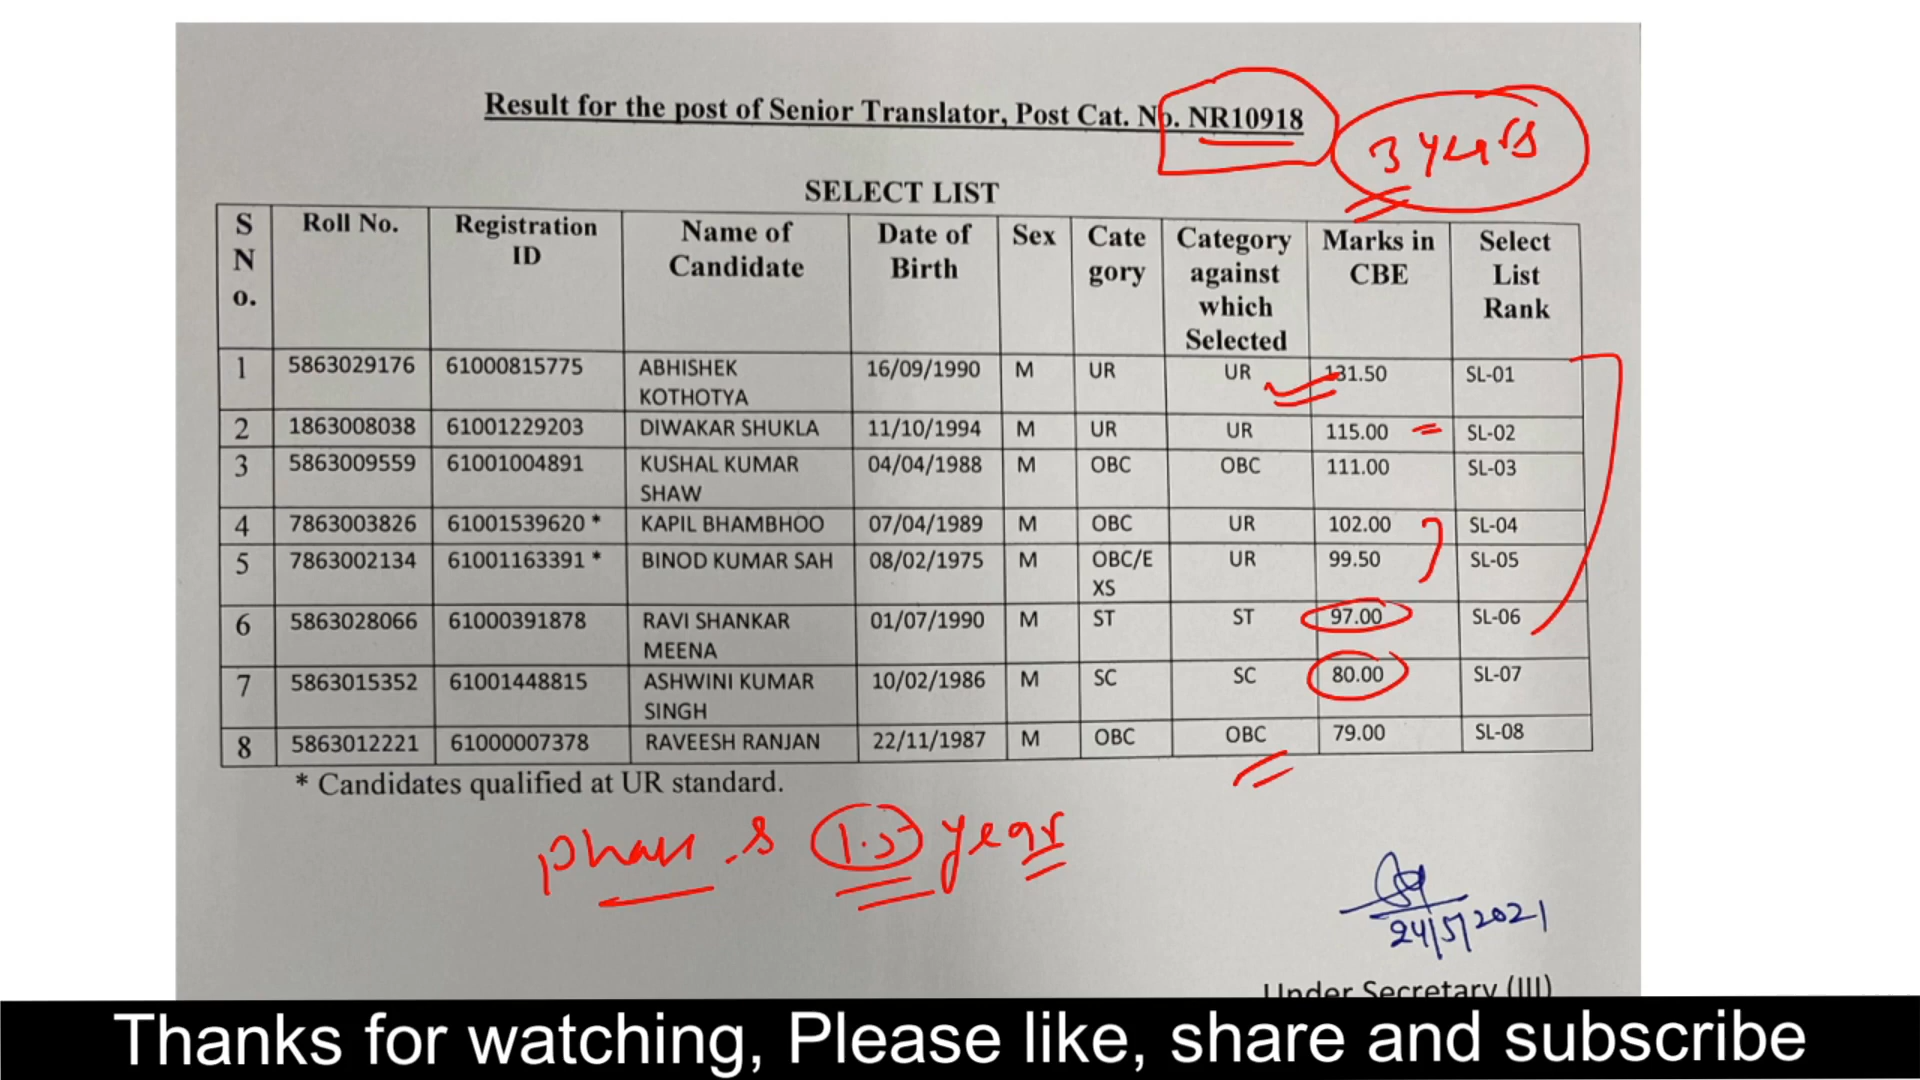 Result for the post of Senior Translator, Post Cat. No. NR10918
3 years
SELECT LIST
S No. Roll No. Registration ID Name of Candidate Date of Birth Sex Cate gory Category against which Selected Marks in CBE Select List Rank
1 5863029176 61000815775 ABHISHEK KOTHOTYA 16/09/1990 M UR UR 131.50 SL-01
2 1863008038 61001229203 DIWAKAR SHUKLA 11/10/1994 M UR UR 115.00 SL-02
3 5863009559 61001004891 KUSHAL KUMAR SHAW 04/04/1988 M OBC OBC 111.00 SL-03
4 7863003826 61001539620 * KAPIL BHAMBHOO 07/04/1989 M OBC UR 102.00 SL-04
5 7863002134 61001163391 * BINOD KUMAR SAH 08/02/1975 M OBC/E XS UR 99.50 SL-05
6 5863028066 61000391878 RAVI SHANKAR MEENA 01/07/1990 M ST ST 97.00 SL-06
7 5863015352 61001448815 ASHWINI KUMAR SINGH 10/02/1986 M SC SC 80.00 SL-07
8 5863012221 61000007378 RAVEESH RANJAN 22/11/1987 M OBC OBC 79.00 SL-08
* Candidates qualified at UR standard.
1.5 year
24/5/2021
Under Secretary (III)
Thanks for watching, Please like, share and subscribe